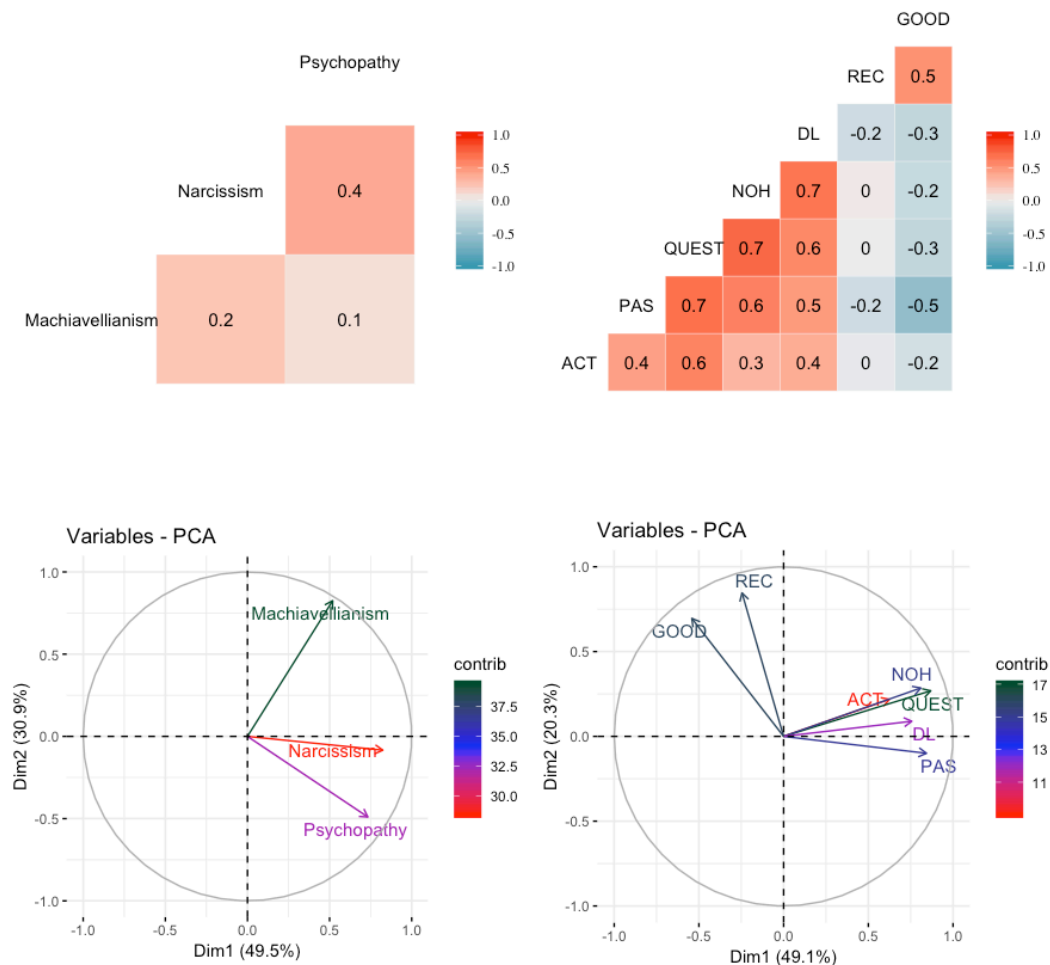 Psychopathy
Narcissism
0.4
Machiavellianism
0.2
0.1
1.0
0.5
0.0
-0.5
-1.0
GOOD
REC
0.5
DL
-0.2
-0.3
NOH
0.7
0
-0.2
QUEST
0.7
0.6
0
-0.3
PAS
0.7
0.6
0.5
-0.2
-0.5
ACT
0.4
0.6
0.3
0.4
0
-0.2
1.0
0.5
0.0
-0.5
-1.0
Variables - PCA
Dim2 (30.9%)
1.0
0.5
0.0
-0.5
-1.0
Machiavellianism
Narcissism
Psychopathy
-1.0
-0.5
0.0
0.5
1.0
Dim1 (49.5%)
contrib
37.5
35.0
32.5
30.0
Variables - PCA
Dim2 (20.3%)
1.0
0.5
0.0
-0.5
-1.0
REC
GOOD
NOH
ACT
QUEST
DL
PAS
-1.0
-0.5
0.0
0.5
1.0
Dim1 (49.1%)
contrib
17
15
13
11